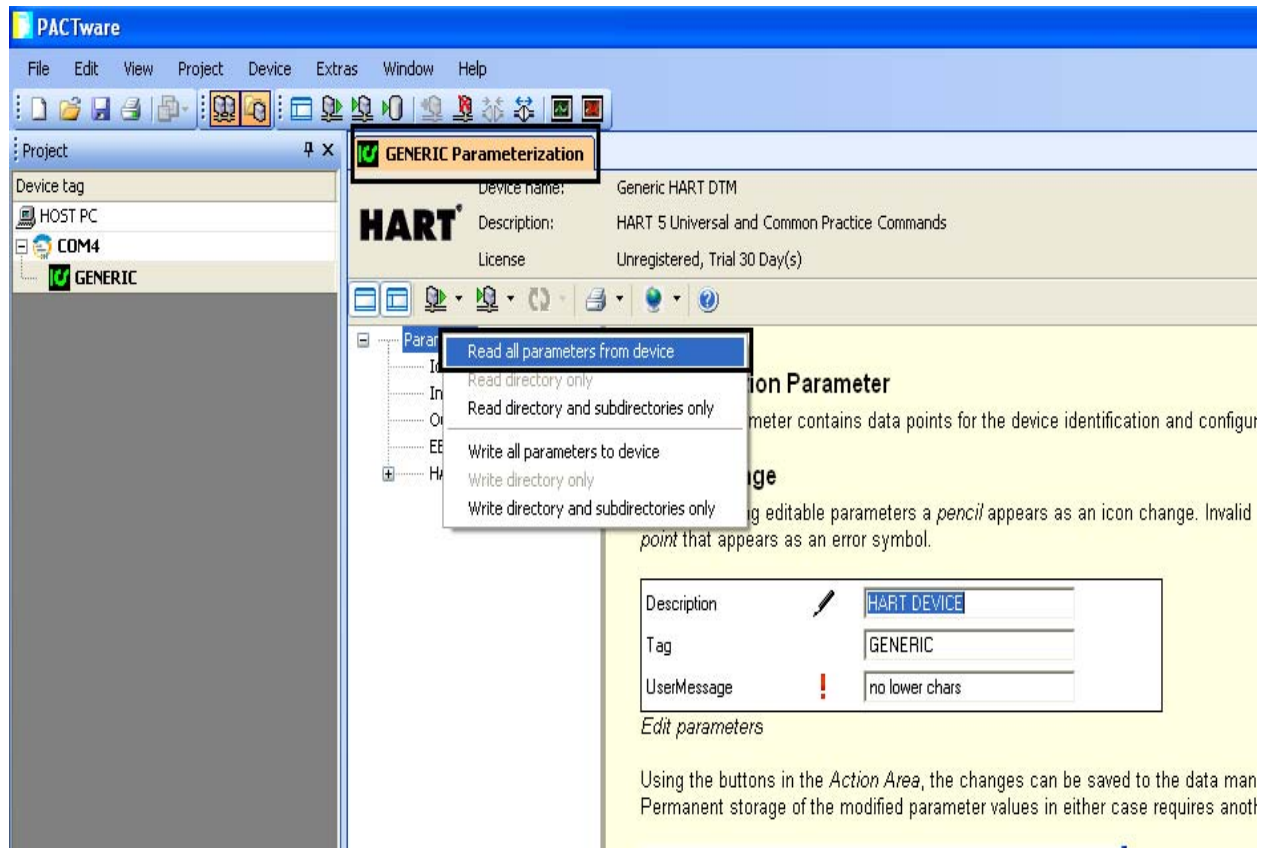 PACTware
File Edit View Project Device Extras Window Help
Project
GENERIC Parameterization
Device tag
HOST PC
COM4
GENERIC
HART
Device name: Generic HART DTM
Description: HART 5 Universal and Common Practice Commands
License Unregistered, Trial 30 Day(s)
Read all parameters from device
Read directory only
Read directory and subdirectories only
Write all parameters to device
Write directory only
Write directory and subdirectories only
Parameter
contains data points for the device identification and
editable parameters a pencil appears as an icon change. Invalid
point that appears as an error symbol.
Description HART DEVICE
Tag GENERIC
UserMessage ! no lower chars
Edit parameters
Using the buttons in the Action Area, the changes can be saved to the data
Permanent storage of the modified parameter values in either case requires